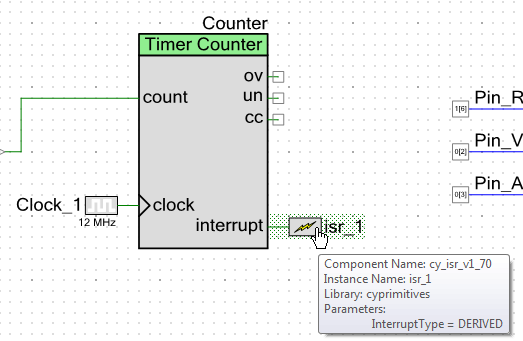 Counter
Timer Counter
ov
un
cc
count
Clock_1
12 MHz
clock
interrupt
isr_1
1[6]
Pin_R
0[2]
Pin_V
0[3]
Pin_A
Component Name: cy_isr_v1_70
Instance Name: isr_1
Library: cyprimitives
Parameters:
InterruptType = DERIVED